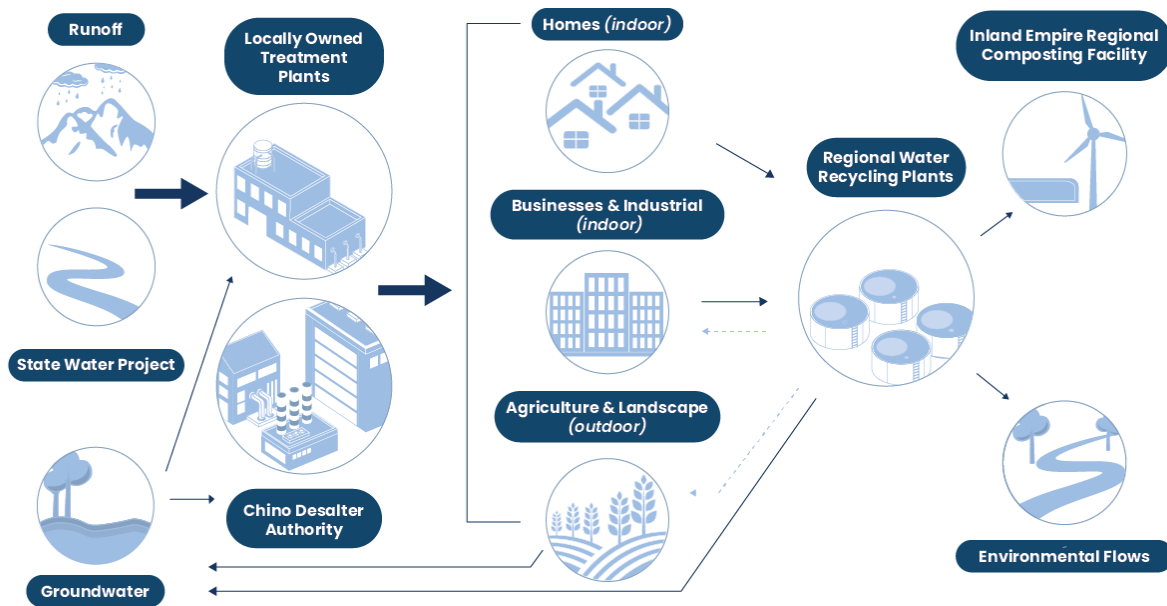 Runoff
State Water Project
Groundwater
Locally Owned
Treatment
Plants
Chino Desalter
Authority
Homes (indoor)
Businesses & Industrial
(indoor)
Agriculture & Landscape
(outdoor)
Regional Water
Recycling Plants
Inland Empire Regional
Composting Facility
Environmental Flows